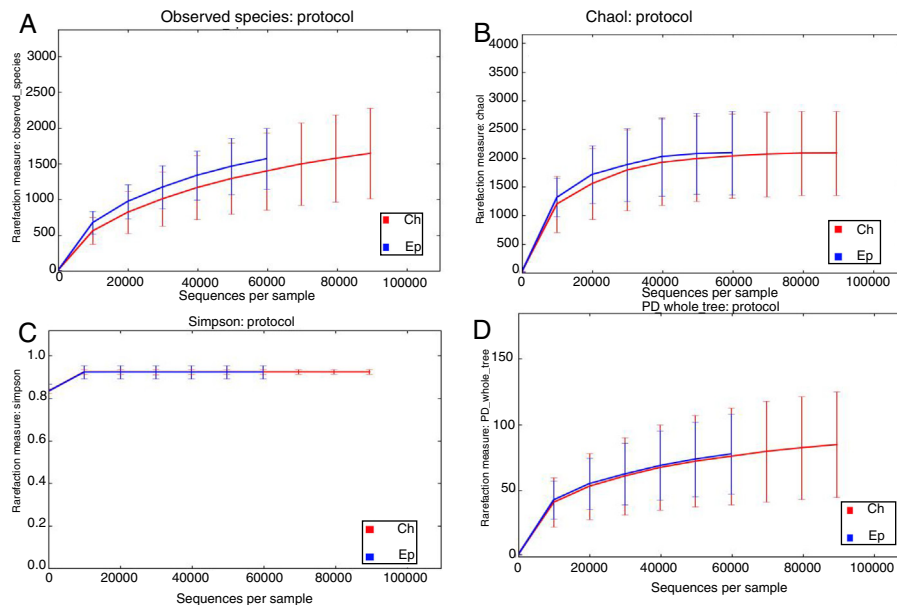 A
Observed species: protocol
Rarefaction measure: observed_species
3000
2500
2000
1500
1000
500
0
0 20000 40000 60000 80000 100000
Sequences per sample
Ch
Ep
B
Chaol: protocol
Rarefaction measure: chaol
4000
3500
3000
2500
2000
1500
1000
500
0
0 20000 40000 60000 80000 100000
Sequences per sample
Ch
Ep
C
Simpson: protocol
Rarefaction measure: simpson
1.0
0.8
0.6
0.4
0.2
0.0
0 20000 40000 60000 80000 100000
Sequences per sample
Ch
Ep
D
PD_whole_tree: protocol
Rarefaction measure: PD_whole_tree
150
100
50
0
0 20000 40000 60000 80000 100000
Sequences per sample
Ch
Ep